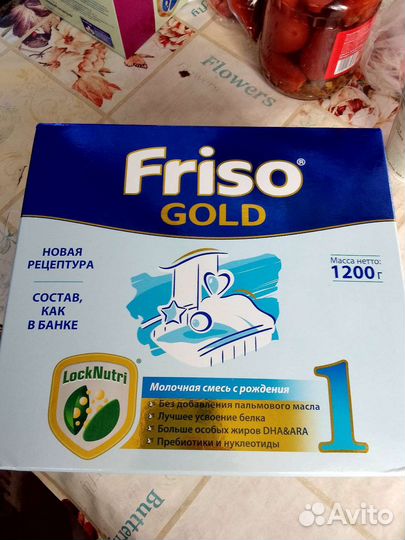 Flowers
Friso®
GOLD
НОВАЯ
РЕЦЕПТУРА
СОСТАВ,
КАК
В БАНКЕ
Масса нетто:
1200 г
LockNutri
Молочная смесь с рождения
Без добавления пальмового масла
Лучшее усвоение белка
Больше особых жиров DHA&ARA
Пребиотики и нуклеотиды
1
Avito